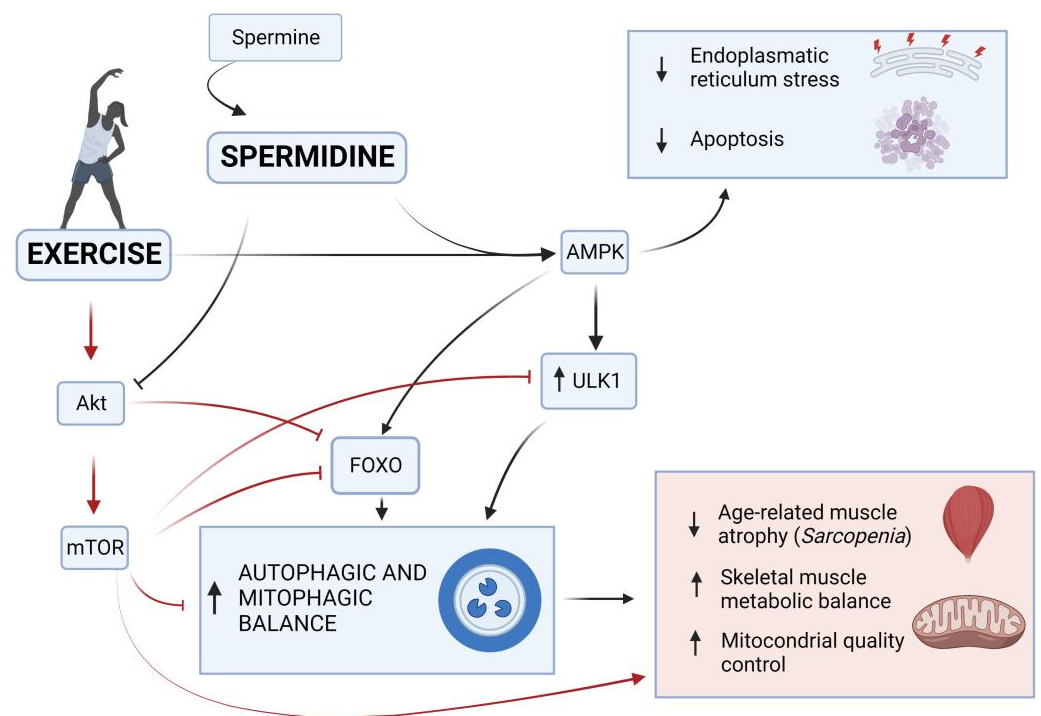 Spermine
SPERMIDINE
EXERCISE
Endoplasmatic
reticulum stress
Apoptosis
AMPK
ULK1
Akt
FOXO
mTOR
AUTOPHAGIC AND
MITOPHAGIC
BALANCE
Age-related muscle
atrophy (Sarcopenia)
Skeletal muscle
metabolic balance
Mitocondrial quality
control